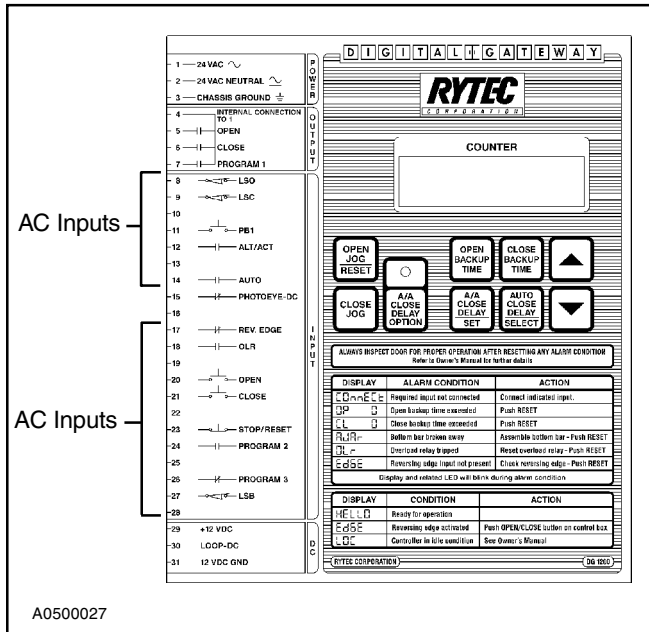 DIGITAL GATEWAY
RYTEC
CORPORATION
COUNTER
1 24 VAC
2 24 VAC NEUTRAL
3 CHASSIS GROUND
POWER
4 INTERNAL CONNECTION
TO 1
5 OPEN
6 CLOSE
7 PROGRAM 1
OUTPUT
AC Inputs
8 LSO
9 LSC
10
11 PB1
12 ALT/ACT
13
14 AUTO
15 PHOTOEYE-DC
16
AC Inputs
17 REV. EDGE
18 OLR
19
20 OPEN
21 CLOSE
22
23 STOP/RESET
24 PROGRAM 2
25
26 PROGRAM 3
27 LSB
28
INPUT
29 +12 VDC
30 LOOP-DC
31 12 VDC GND
DC
OPEN
JOG
RESET
OPEN
BACKUP
TIME
CLOSE
BACKUP
TIME
CLOSE
JOG
A/A
CLOSE
DELAY
OPTION
A/A
CLOSE
DELAY
SET
AUTO
CLOSE
DELAY
SELECT
ALWAYS INSPECT DOOR FOR PROPER OPERATION AFTER RESETTING ANY ALARM CONDITION
Refer to Owner's Manual for further details
DISPLAY ALARM CONDITION ACTION
COnnECt Required input not connected Connect indicated input.
OP 0 Open backup time exceeded Push RESET
CL 0 Close backup time exceeded Push RESET
AJAr Bottom bar broken away Assemble bottom bar - Push RESET
OLr Overload relay tripped Reset overload relay - Push RESET
EdGE Reversing edge input not present Check reversing edge - Push RESET
Display and related LED will blink during alarm condition
DISPLAY CONDITION ACTION
HELLO Ready for operation
EdGE Reversing edge activated Push OPEN/CLOSE button on control box
LOC Controller in idle condition See Owner's Manual
RYTEC CORPORATION DG 1200
A0500027